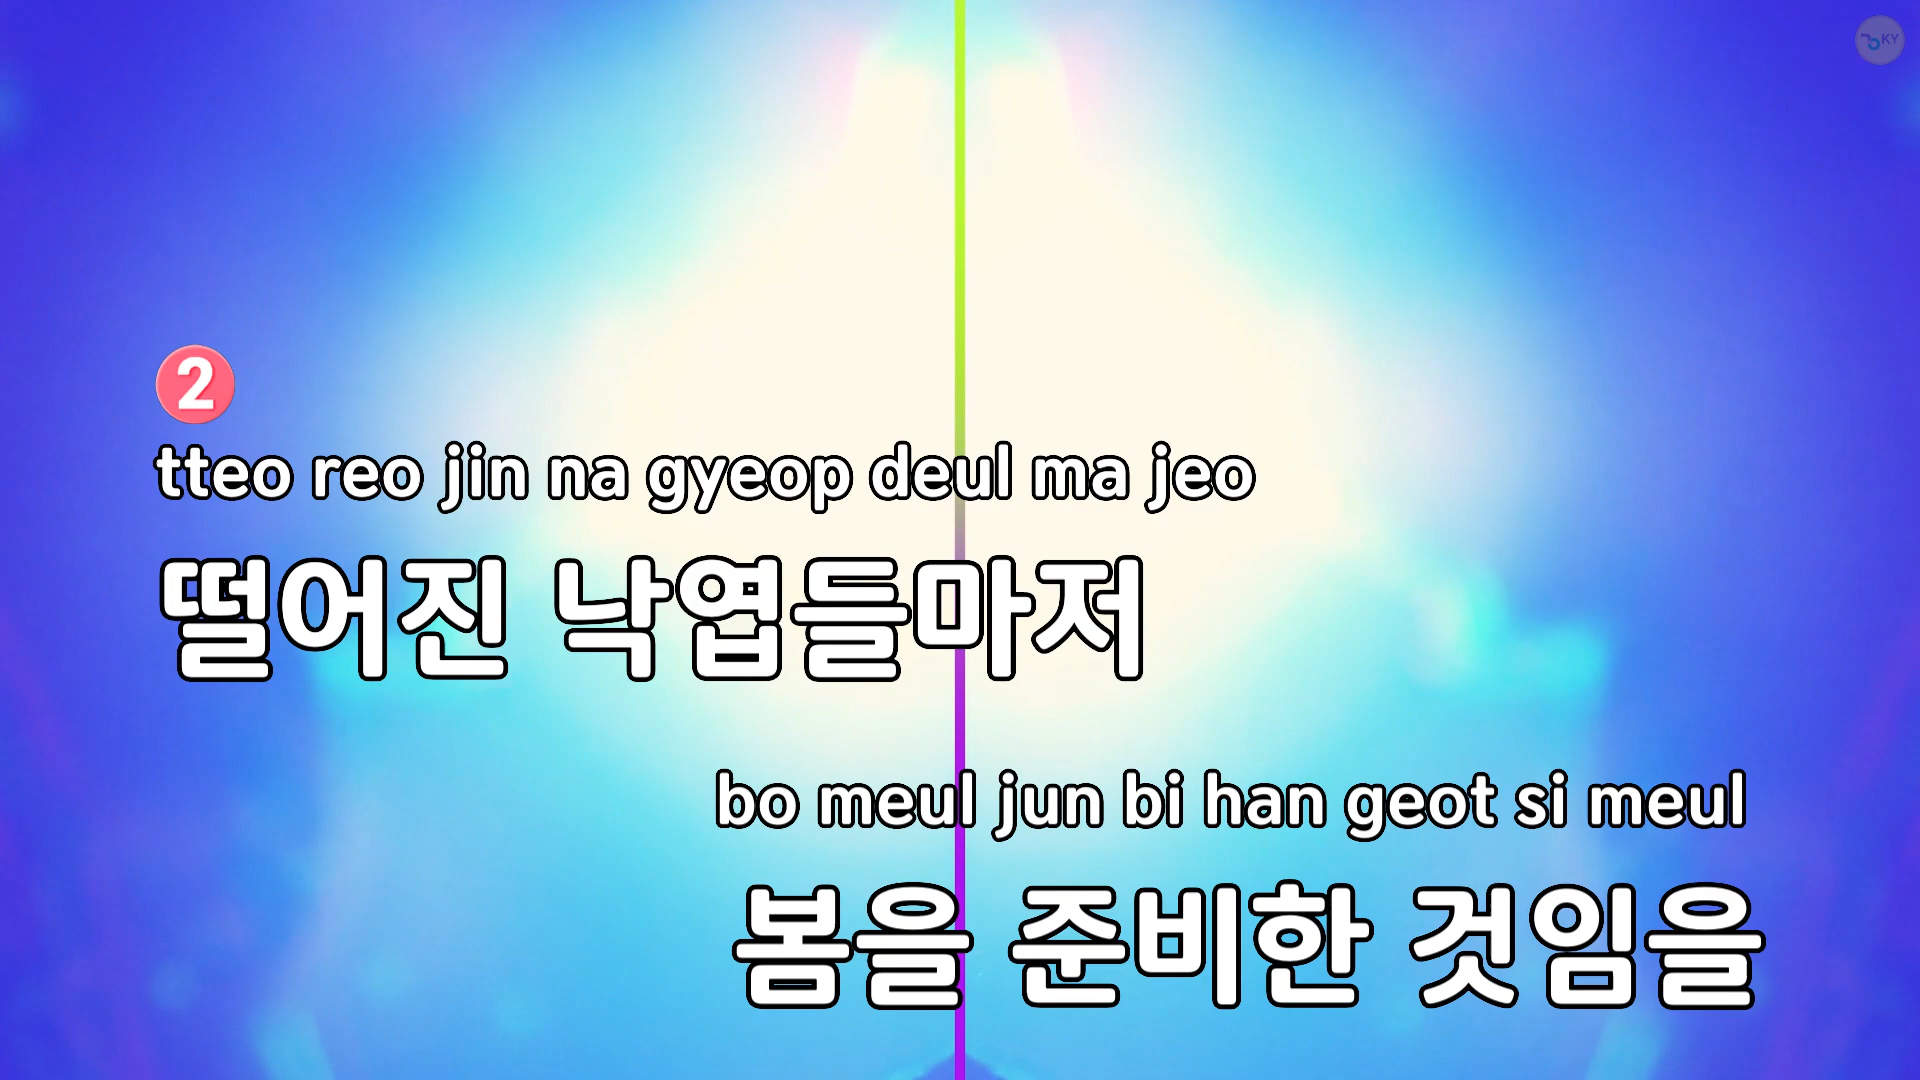 KY
2
tteo reo jin na gyeop deul ma jeo
떨어진 낙엽들마저
bo meul jun bi han geot si meul
봄을 준비한 것임을